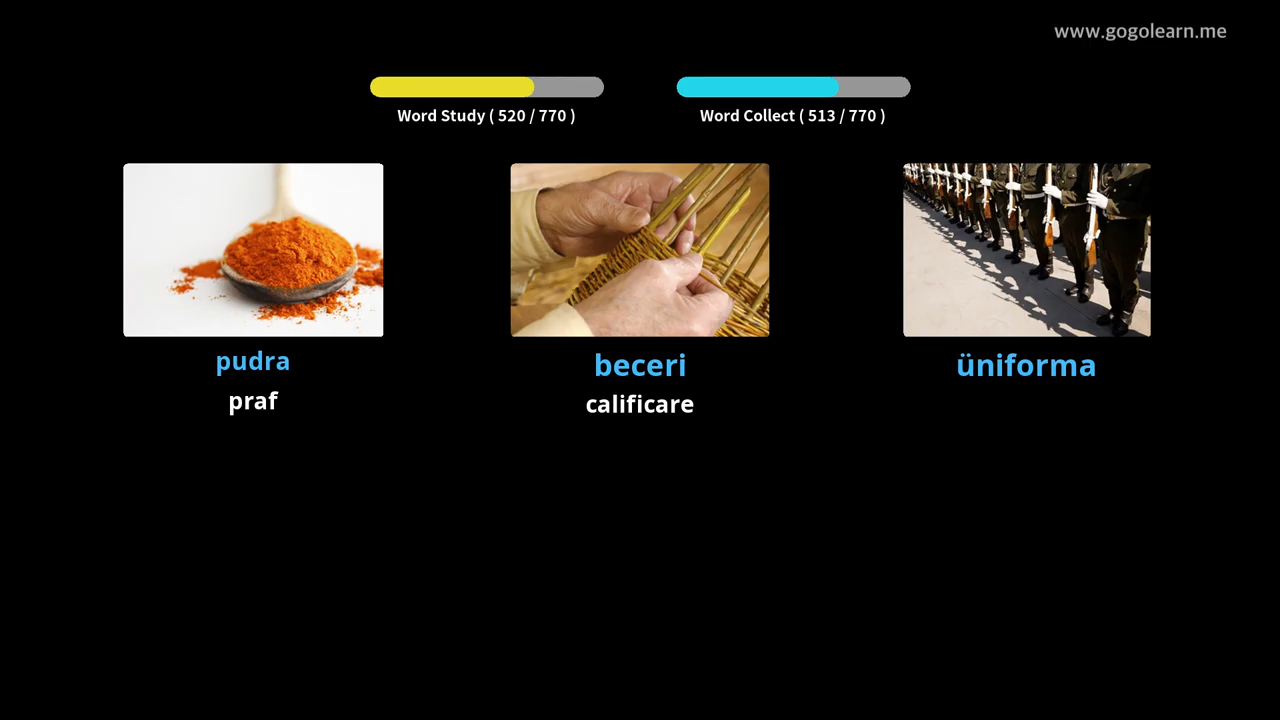 www.gogolearn.me
Word Study ( 520 / 770 )
Word Collect ( 513 / 770 )
pudra
praf
beceri
calificare
üniforma